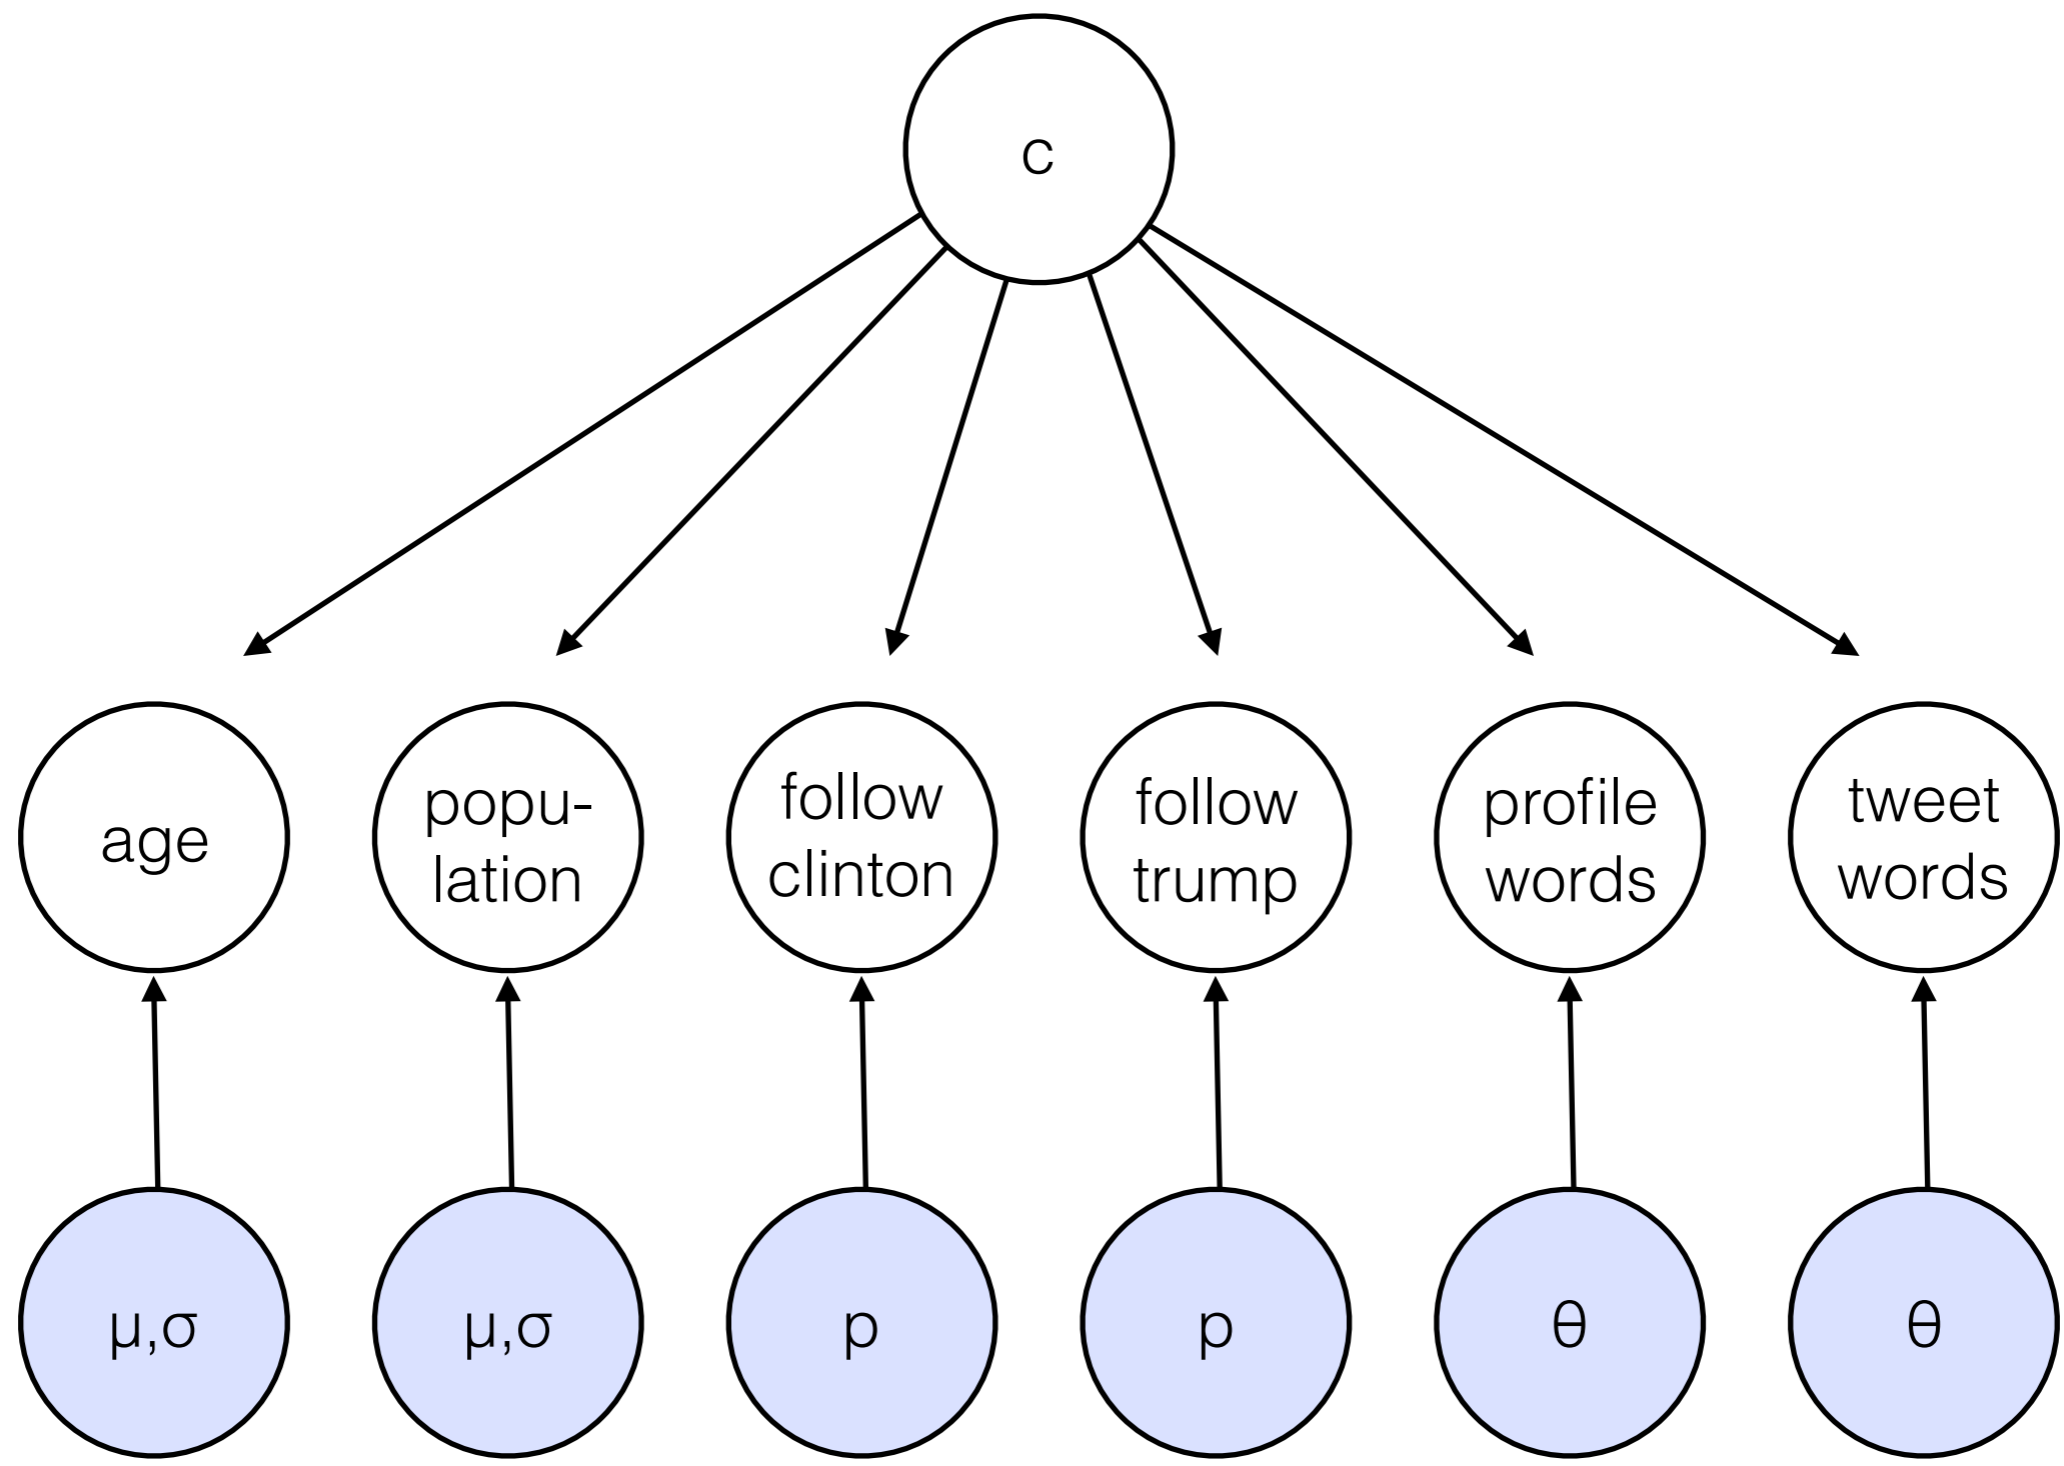 c
age
popu-
lation
follow
clinton
follow
trump
profile
words
tweet
words
μ,σ
μ,σ
p
p
θ
θ